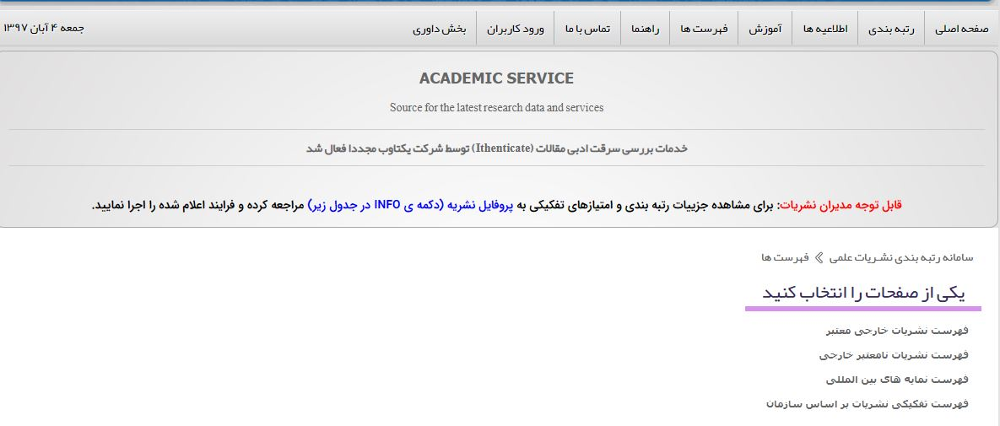 صفحه اصلی
رتبه بندی
اطلاعیه ها
آموزش
فهرست ها
راهنما
تماس با ما
ورود کاربران
بخش داوری
جمعه ۴ آبان ۱۳۹۷
ACADEMIC SERVICE
Source for the latest research data and services
خدمات بررسی سرقت ادبی مقالات (Ithenticate) توسط شرکت یکتاوب مجددا فعال شد
قابل توجه مدیران نشریات: برای مشاهده جزییات رتبه بندی و امتیازهای تفکیکی به پروفایل نشریه (دکمه ی INFO در جدول زیر) مراجعه کرده و فرایند اعلام شده را اجرا نمایید.
سامانه رتبه بندی نشریات علمی » فهرست ها
یکی از صفحات را انتخاب کنید
فهرست نشریات خارجی معتبر
فهرست نشریات نامعتبر خارجی
فهرست نمایه های بین المللی
فهرست تفکیکی نشریات بر اساس سازمان